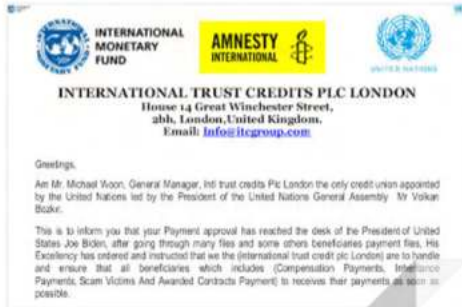 INTERNATIONAL
MONETARY
FUND
AMNESTY
INTERNATIONAL
UNITED NATIONS
INTERNATIONAL TRUST CREDITS PLC LONDON
House 14 Great Winchester Street,
2bh, London,United Kingdom.
Email: Info@itcgroup.com
Greetings,
Am Mr. Michael Woon, General Manager, Intl trust credits Plc London the only credit union appointed
by the United Nations led by the President of the United Nations General Assembly Mr Volkan
Bozkır.
This is to inform you that your Payment approval has reached the desk of the President of United
States Joe Biden, after going through many files and some others beneficiaries payment files, His
Excellency has ordered and instructed that we the (international trust credit plc London) are to handle
and ensure that all beneficiaries which includes (Compensation Payments, Inheritance
Payments, Scam Victims And Awarded Contracts Payment) to receives their payments as soon as
possible.